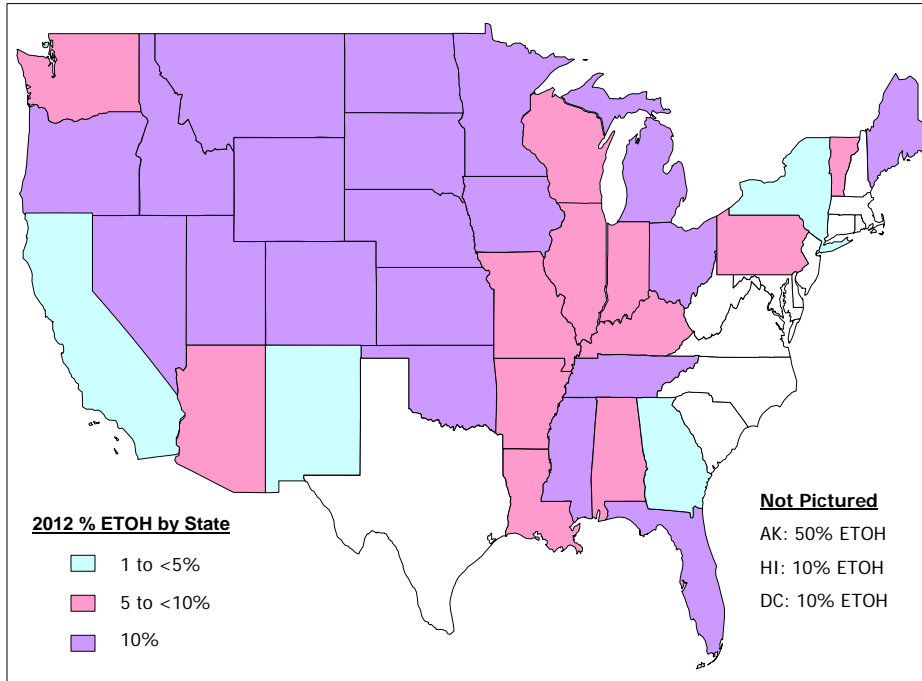 2012 % ETOH by State
1 to <5%
5 to <10%
10%
Not Pictured
AK: 50% ETOH
HI: 10% ETOH
DC: 10% ETOH